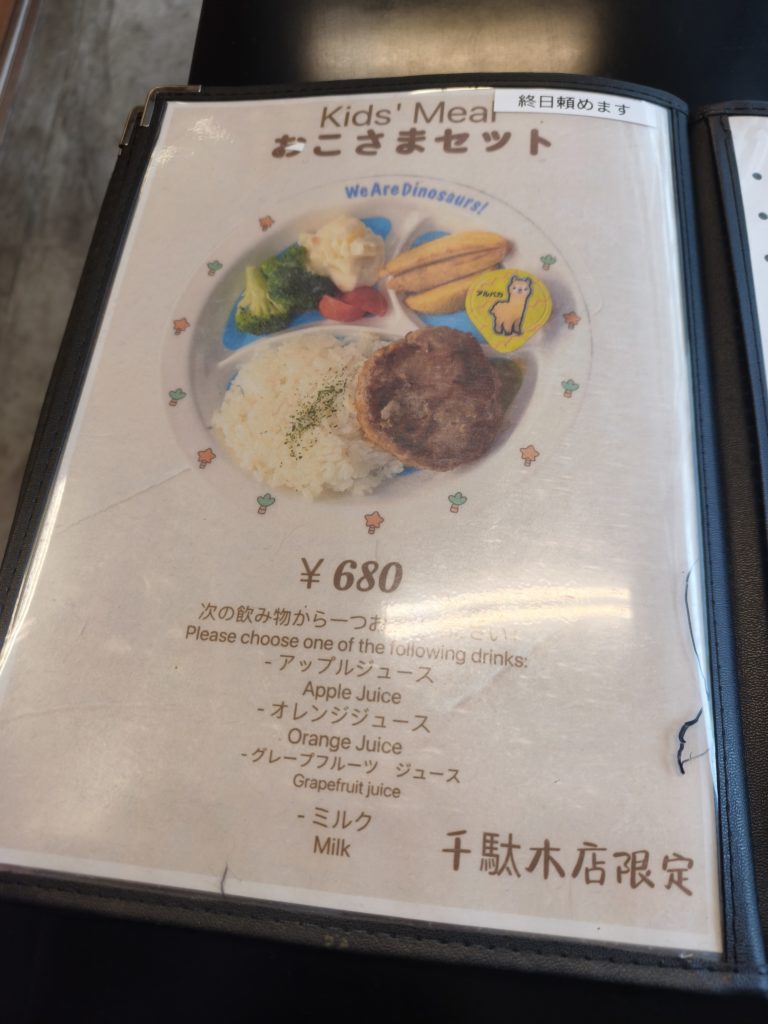 終日頼めます
Kids' Meal
おこさまセット
We Are Dinosaurs!
アルパカ
￥680
次の飲み物から一つお
Please choose one of the following drinks:
- アップルジュース
Apple Juice
- オレンジジュース
Orange Juice
- グレープフルーツ　ジュース
Grapefruit juice
- ミルク
Milk
千駄木店限定